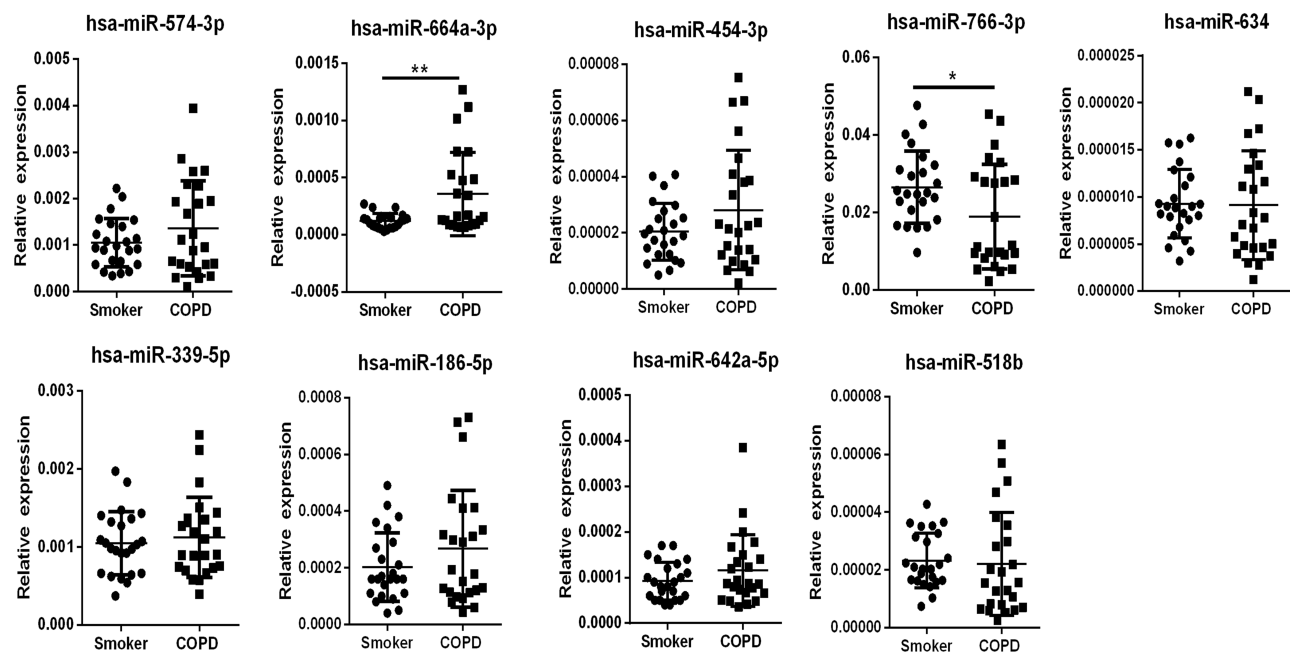 hsa-miR-574-3p
Relative expression
0.005
0.004
0.003
0.002
0.001
0.000
Smoker COPD
hsa-miR-664a-3p
Relative expression
0.0015
0.0010
0.0005
0.0000
-0.0005
**
Smoker COPD
hsa-miR-454-3p
Relative expression
0.00008
0.00006
0.00004
0.00002
0.00000
Smoker COPD
hsa-miR-766-3p
Relative expression
0.06
0.04
0.02
0.00
*
Smoker COPD
hsa-miR-634
Relative expression
0.000025
0.000020
0.000015
0.000010
0.000005
0.000000
Smoker COPD
hsa-miR-339-5p
Relative expression
0.003
0.002
0.001
0.000
Smoker COPD
hsa-miR-186-5p
Relative expression
0.0008
0.0006
0.0004
0.0002
0.0000
Smoker COPD
hsa-miR-642a-5p
Relative expression
0.0005
0.0004
0.0003
0.0002
0.0001
0.0000
Smoker COPD
hsa-miR-518b
Relative expression
0.00008
0.00006
0.00004
0.00002
0.00000
Smoker COPD